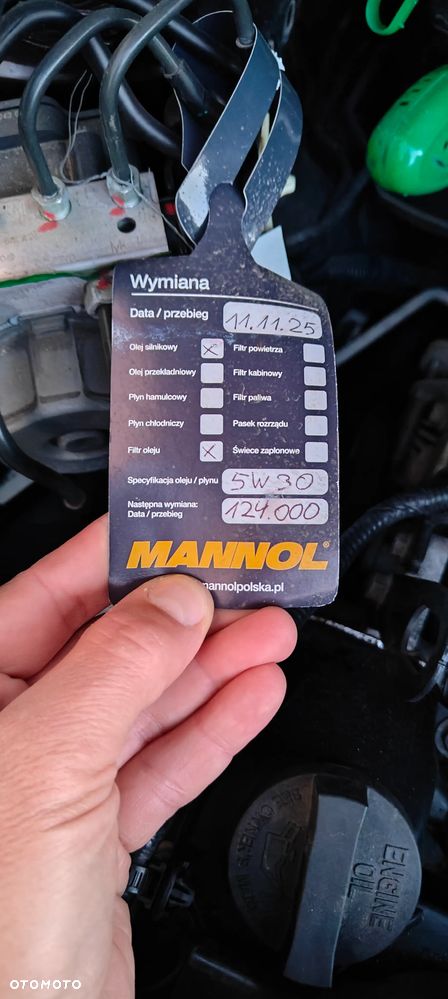 Wymiana
Data / przebieg 11.11.25
Olej silnikowy X Filtr powietrza
Olej przekładniowy Filtr kabinowy
Płyn hamulcowy Filtr paliwa
Płyn chłodniczy Pasek rozrządu
Filtr oleju X Świece zapłonowe
Specyfikacja oleju / płynu 5W30
Następna wymiana:
Data / przebieg 124.000
MANNOL®
mannolpolska.pl
ENGINE
OIL
OTOMOTO